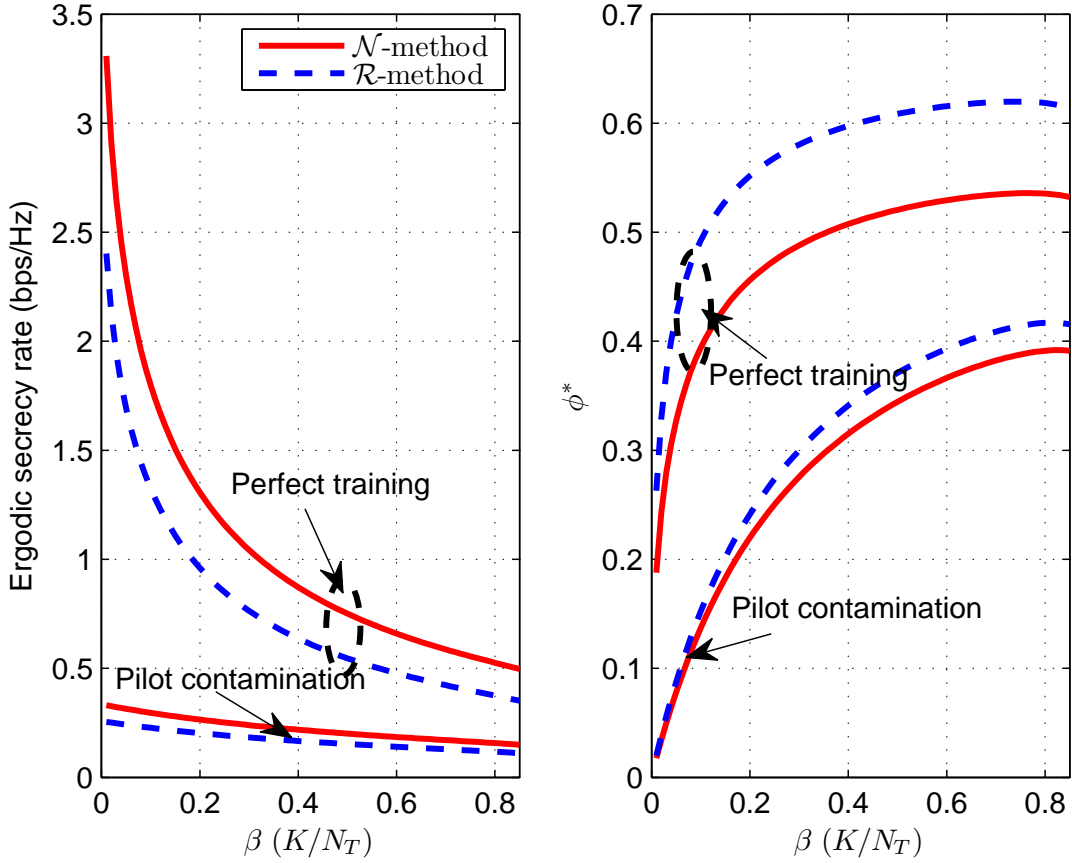 3.5
3
2.5
2
1.5
1
0.5
0
0
0.2
0.4
0.6
0.8
Ergodic secrecy rate (bps/Hz)
β (K/N_T)
𝒩-method
ℛ-method
Perfect training
Pilot contamination
0.7
0.6
0.5
0.4
0.3
0.2
0.1
0
0
0.2
0.4
0.6
0.8
ϕ*
β (K/N_T)
Perfect training
Pilot contamination